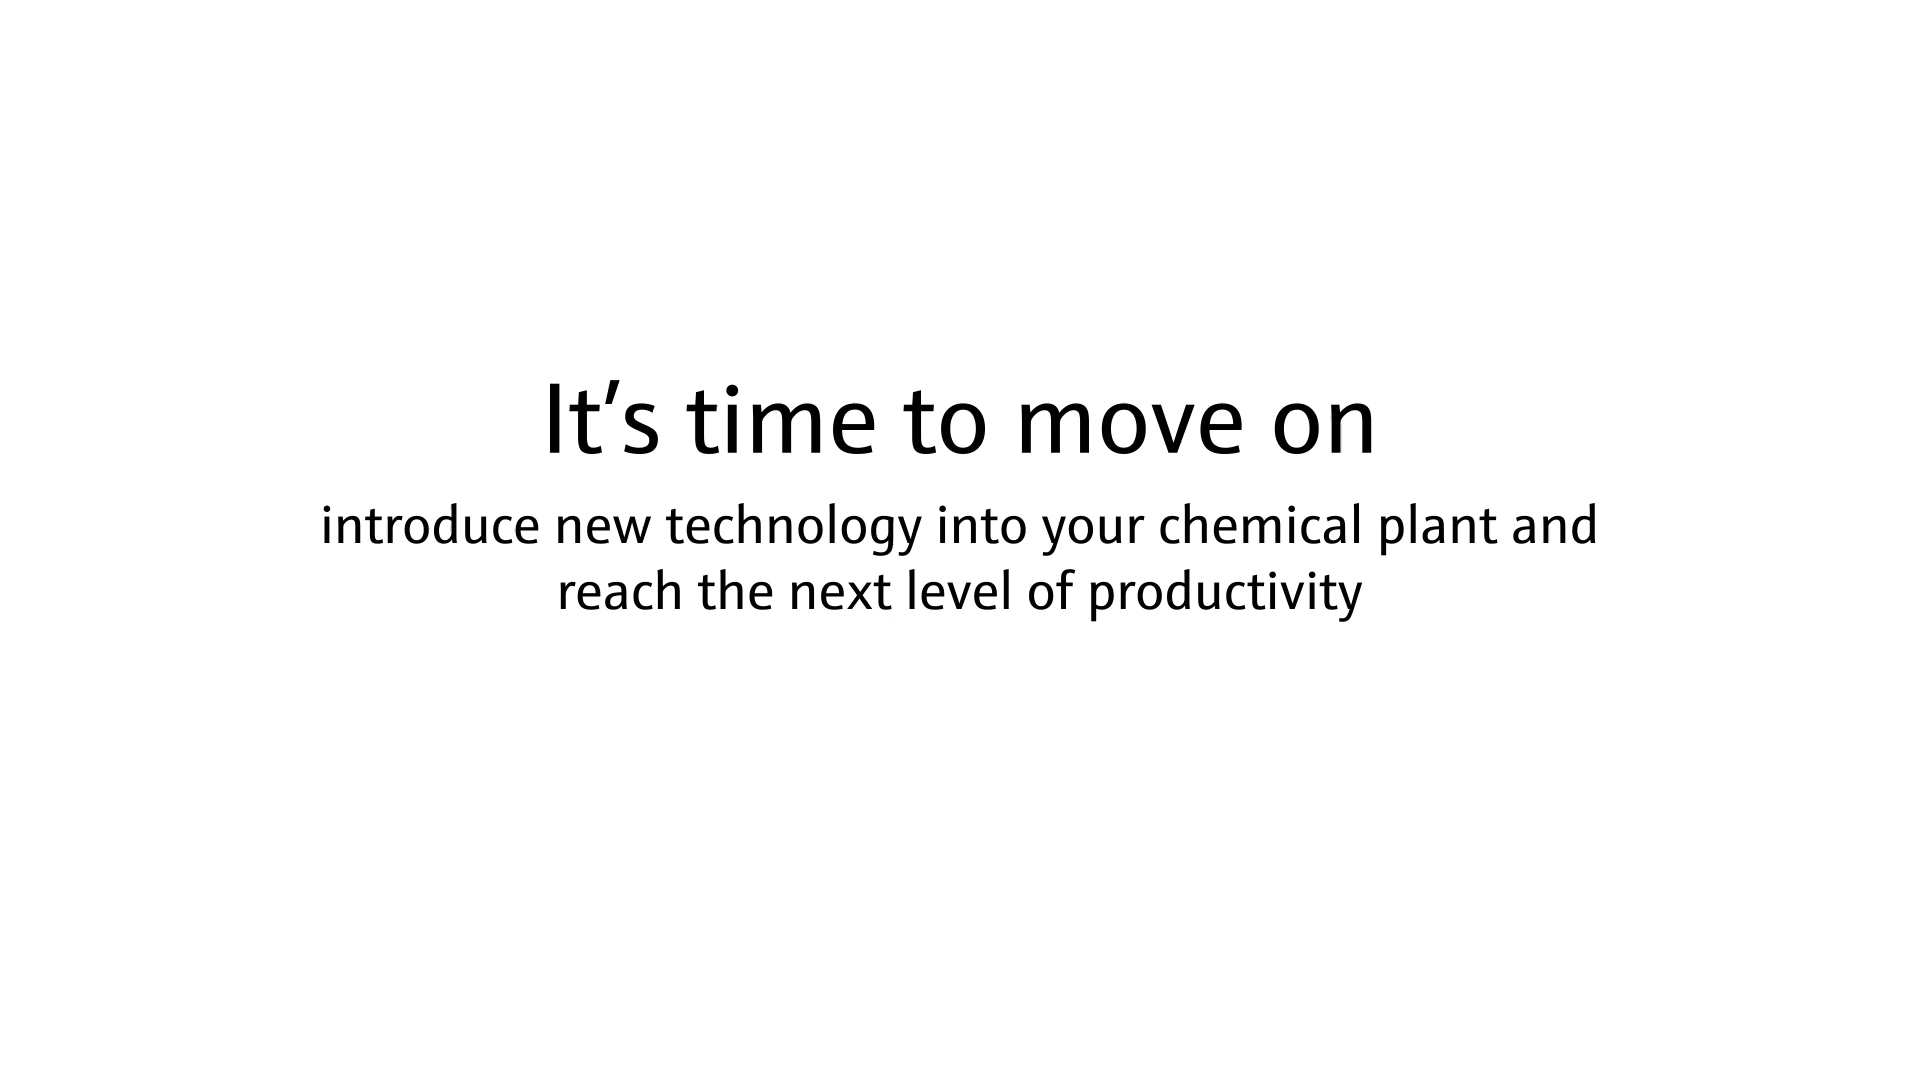 It’s time to move on
introduce new technology into your chemical plant and
reach the next level of productivity